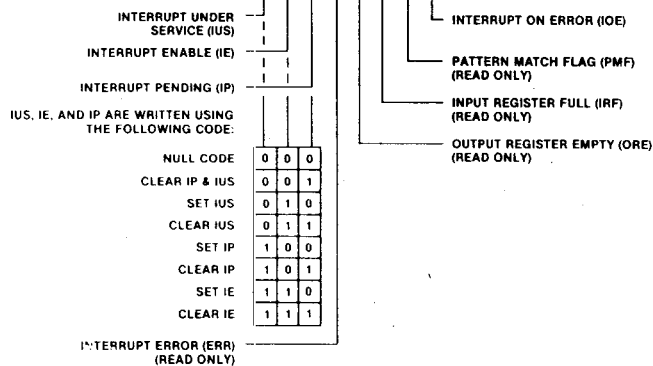 INTERRUPT UNDER
SERVICE (IUS)
INTERRUPT ENABLE (IE)
INTERRUPT PENDING (IP)
IUS, IE, AND IP ARE WRITTEN USING
THE FOLLOWING CODE:
NULL CODE 0 0 0
CLEAR IP & IUS 0 0 1
SET IUS 0 1 0
CLEAR IUS 0 1 1
SET IP 1 0 0
CLEAR IP 1 0 1
SET IE 1 1 0
CLEAR IE 1 1 1
INTERRUPT ERROR (ERR)
(READ ONLY)
INTERRUPT ON ERROR (IOE)
PATTERN MATCH FLAG (PMF)
(READ ONLY)
INPUT REGISTER FULL (IRF)
(READ ONLY)
OUTPUT REGISTER EMPTY (ORE)
(READ ONLY)